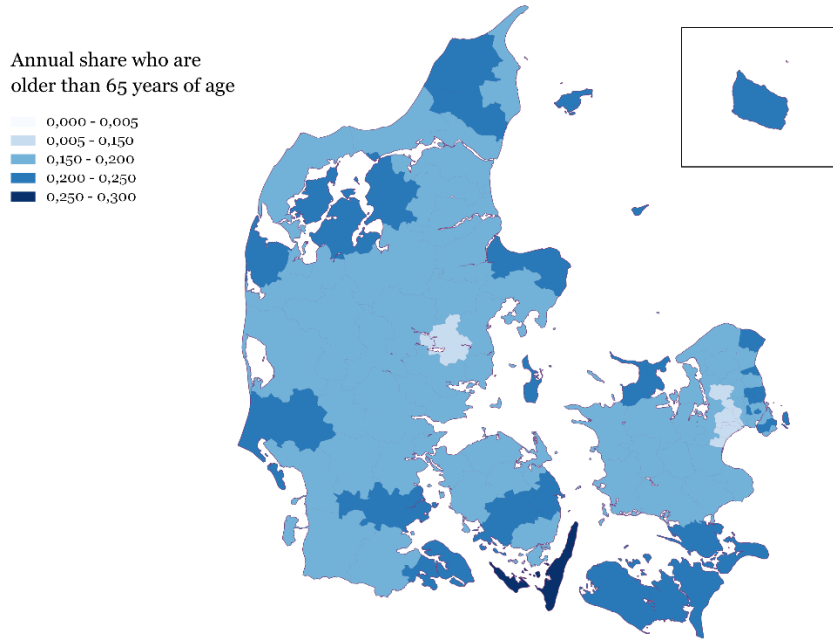 Annual share who are
older than 65 years of age
0,000 - 0,005
0,005 - 0,150
0,150 - 0,200
0,200 - 0,250
0,250 - 0,300